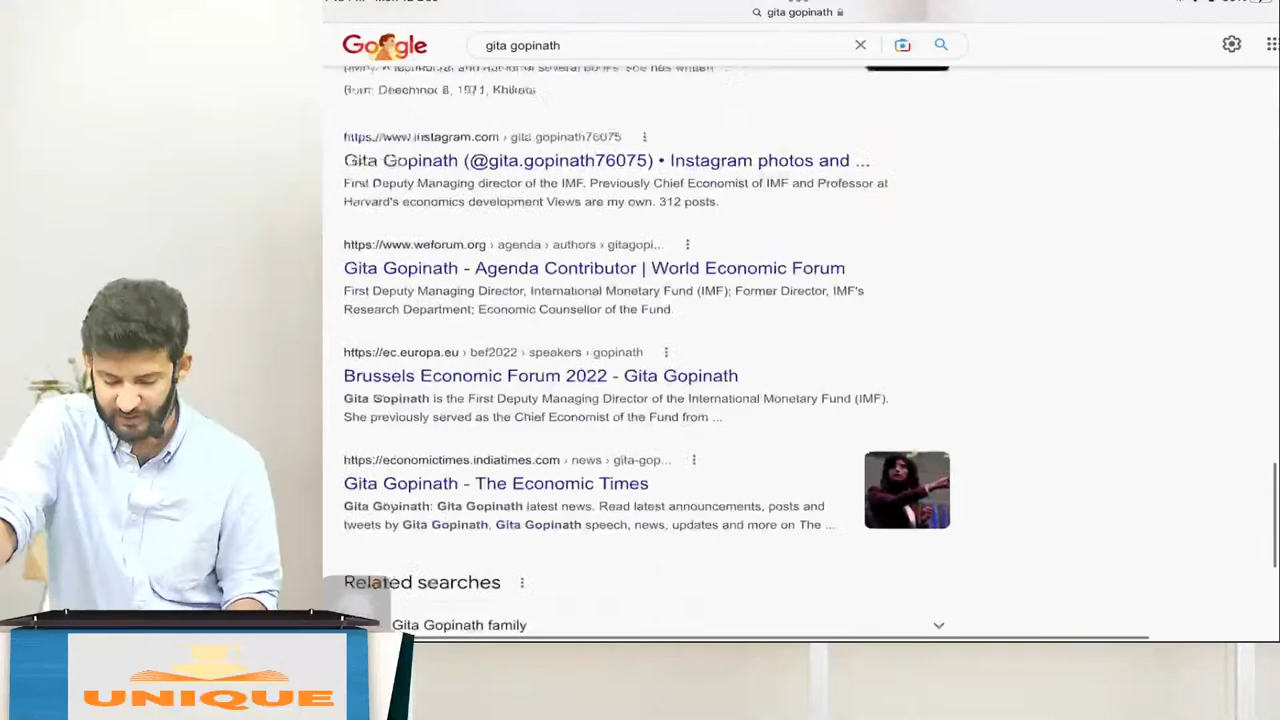 gita gopinath
Google
gita gopinath
https://www.instagram.com › gita.gopinath76075
Gita Gopinath (@gita.gopinath76075) • Instagram photos and ...
First Deputy Managing director of the IMF. Previously Chief Economist of IMF and Professor at
Harvard's economics development Views are my own. 312 posts.
https://www.weforum.org › agenda › authors › gitagopi...
Gita Gopinath - Agenda Contributor | World Economic Forum
First Deputy Managing Director, International Monetary Fund (IMF); Former Director, IMF's
Research Department; Economic Counsellor of the Fund.
https://ec.europa.eu › bef2022 › speakers › gopinath
Brussels Economic Forum 2022 - Gita Gopinath
Gita Gopinath is the First Deputy Managing Director of the International Monetary Fund (IMF).
She previously served as the Chief Economist of the Fund from ...
https://economictimes.indiatimes.com › news › gita-gop...
Gita Gopinath - The Economic Times
Gita Gopinath: Gita Gopinath latest news. Read latest announcements, posts and
tweets by Gita Gopinath. Gita Gopinath speech, news, updates and more on The ...
Related searches
Gita Gopinath family
UNIQUE